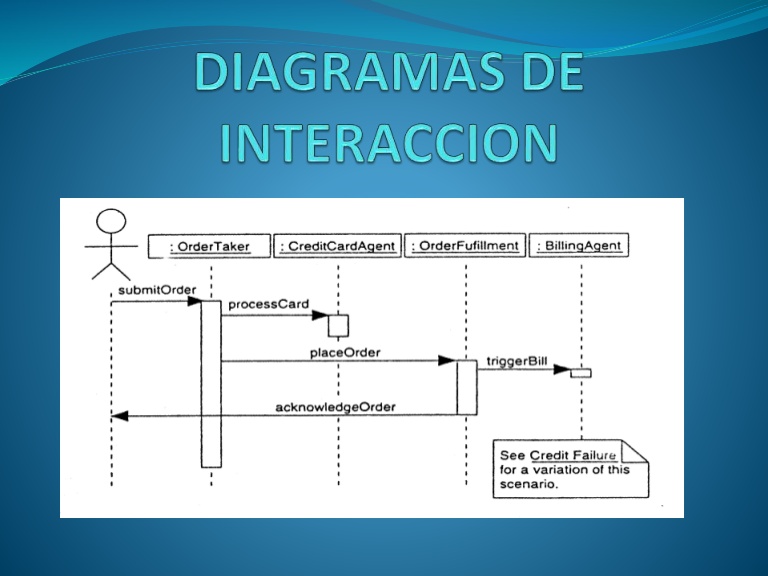 DIAGRAMAS DE
INTERACCION
: OrderTaker
: CreditCardAgent
: OrderFufillment
: BillingAgent
submitOrder
processCard
placeOrder
triggerBill
acknowledgeOrder
See Credit Failure
for a variation of this
scenario.